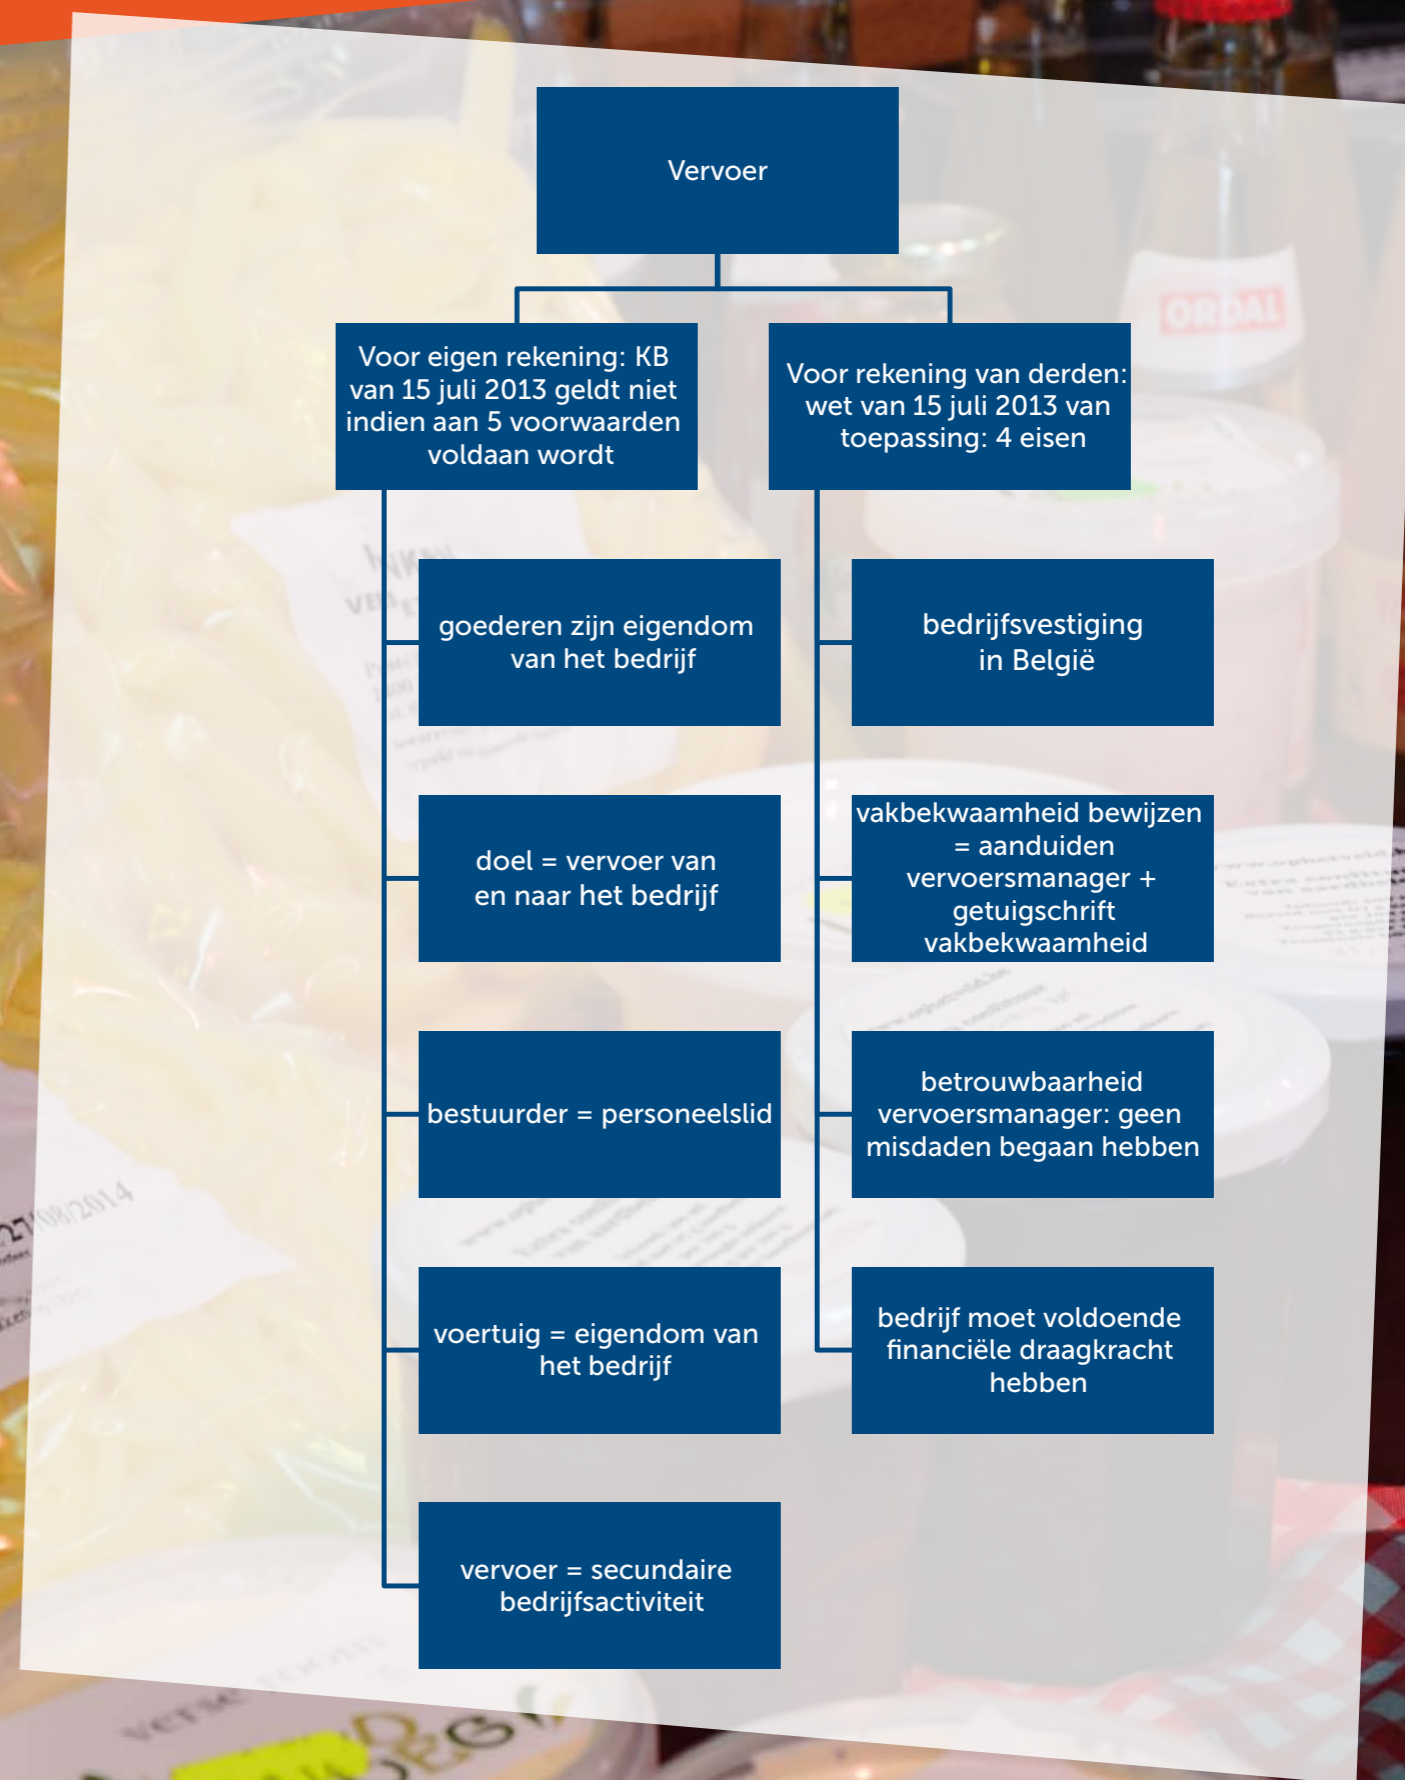 Vervoer
Voor eigen rekening: KB
van 15 juli 2013 geldt niet
indien aan 5 voorwaarden
voldaan wordt
goederen zijn eigendom
van het bedrijf
doel = vervoer van
en naar het bedrijf
bestuurder = personeelslid
voertuig = eigendom van
het bedrijf
vervoer = secundaire
bedrijfsactiviteit
Voor rekening van derden:
wet van 15 juli 2013 van
toepassing: 4 eisen
bedrijfsvestiging
in België
vakbekwaamheid bewijzen
= aanduiden
vervoersmanager +
getuigschrift
vakbekwaamheid
betrouwbaarheid
vervoersmanager: geen
misdaden begaan hebben
bedrijf moet voldoende
financiële draagkracht
hebben
ORDAL
27/08/2014